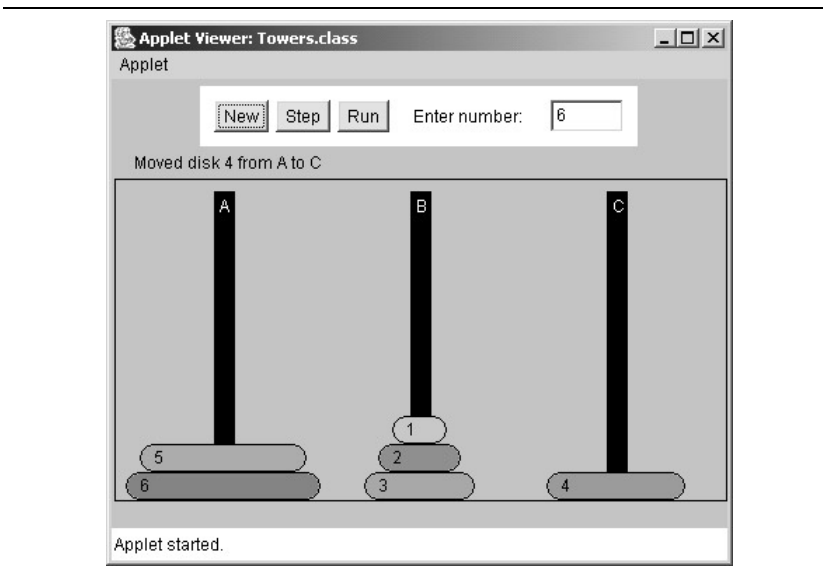 Applet Viewer: Towers.class
Applet
New Step Run Enter number: 6
Moved disk 4 from A to C
A B C
1
5 2
6 3 4
Applet started.